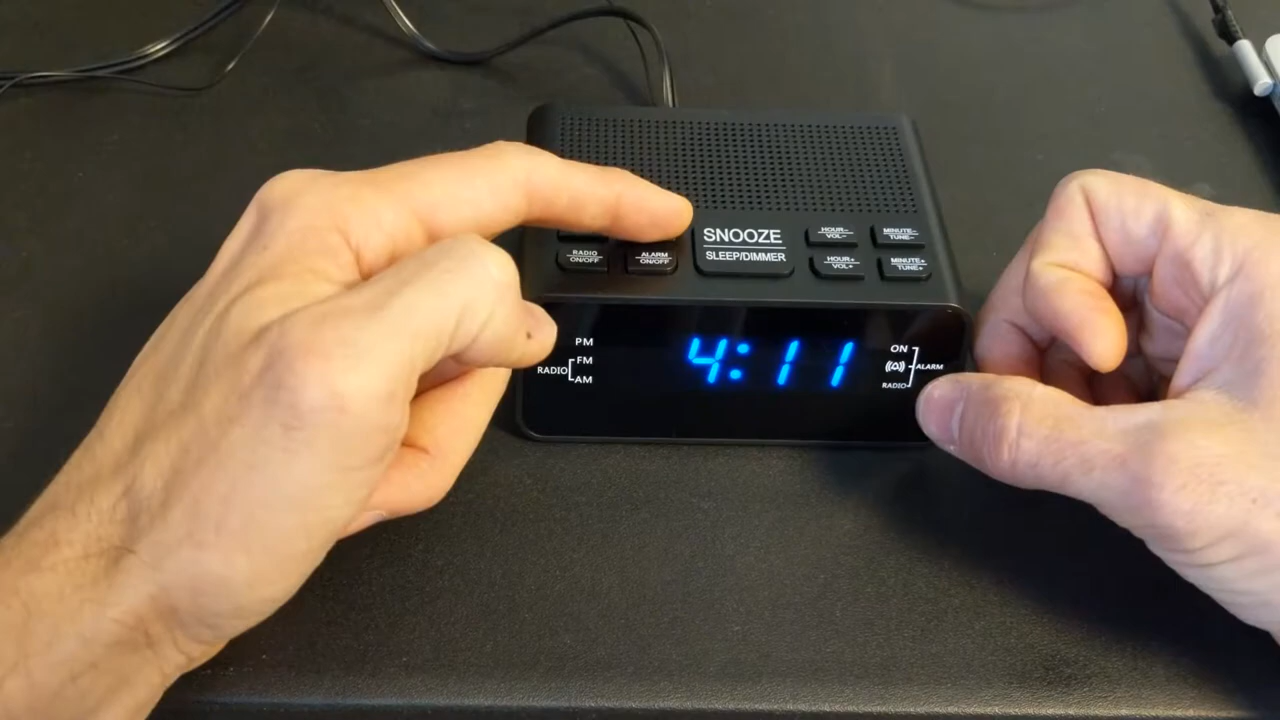 SNOOZE
SLEEP/DIMMER
RADIO
ON/OFF
ALARM
ON/OFF
HOUR-
VOL-
MINUTE-
TUNE-
HOUR+
VOL+
MINUTE+
TUNE+
PM
FM
RADIO
AM
4:11
ON
ALARM
RADIO